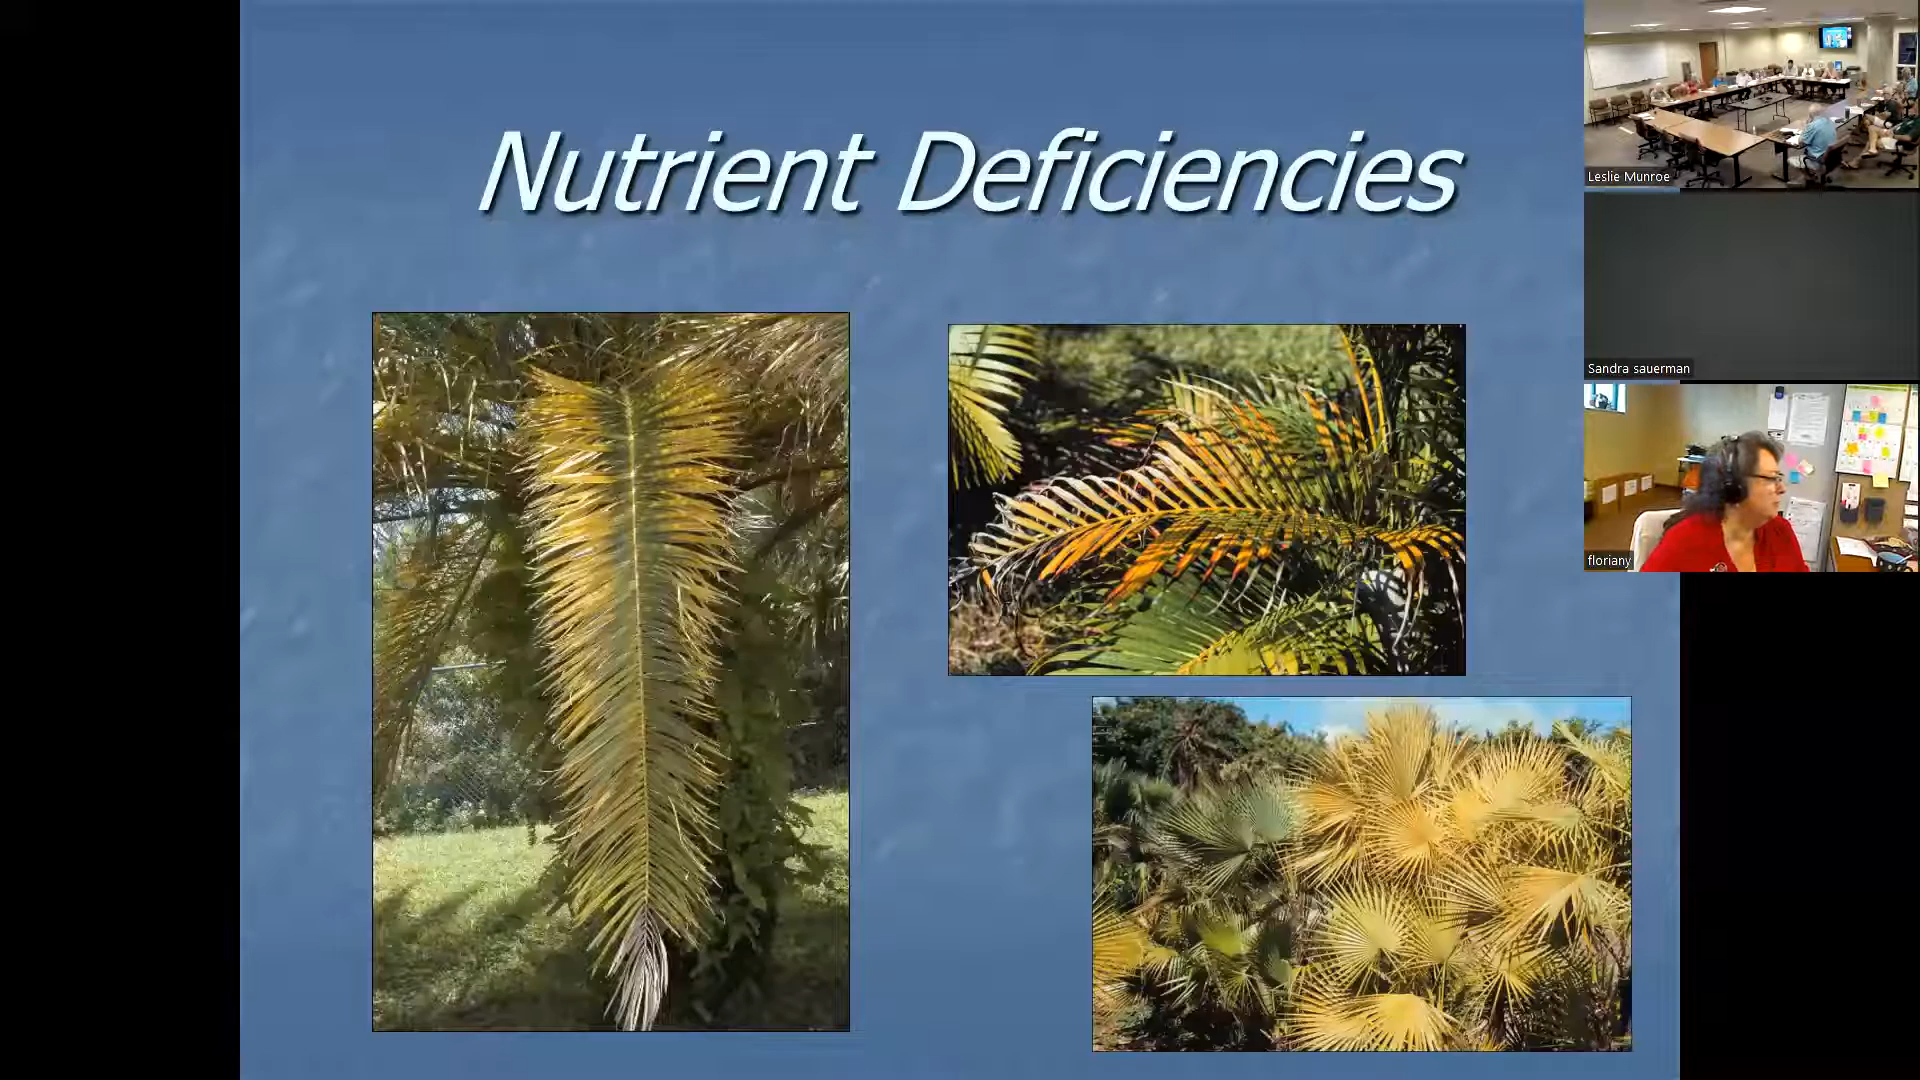 Nutrient Deficiencies
Leslie Munroe
Sandra sauerman
floriany